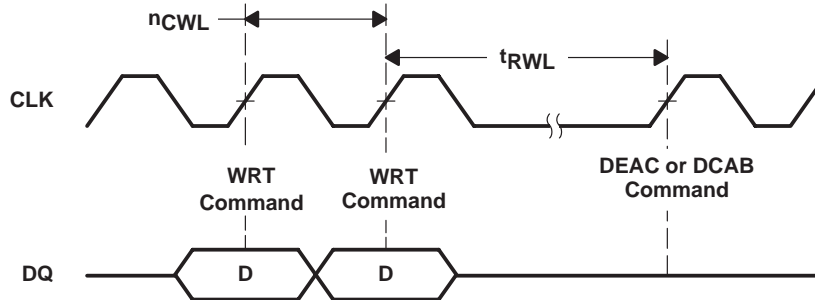 nCWL
tRWL
CLK
WRT
Command
WRT
Command
DEAC or DCAB
Command
DQ
D
D